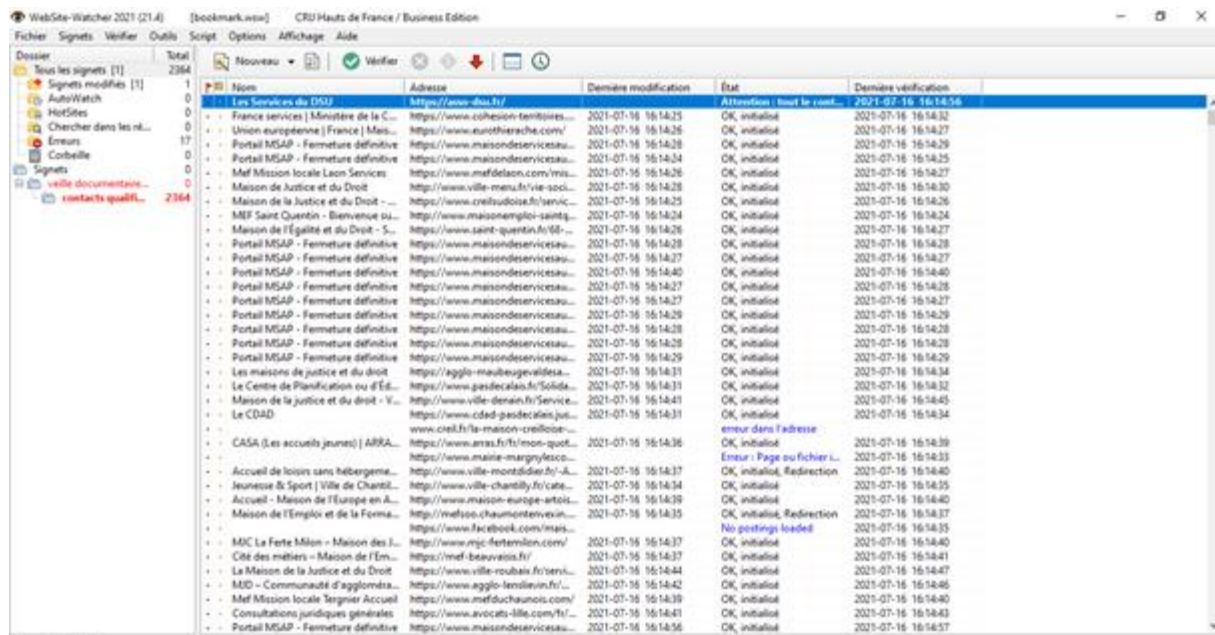 WebSite-Watcher 2021 (21.4) [bookmark.wsw] CRIJ Hauts de France / Business Edition
Fichier Signets Vérifier Outils Script Options Affichage Aide
Dossier Total
Tous les signets [1] 2364
Signets modifiés [1] 1
AutoWatch 0
HotSites 0
Chercher dans les ré... 0
Erreurs 17
Corbeille 0
Signets 0
veille documentaire... 0
contacts qualifi... 2364
Nouveau Vérifier
Nom Adresse Dernière modification État Dernière vérification
Les Services du DSU https://asso-dsu.fr/ Attention : tout le cont... 2021-07-16 16:14:56
France services | Ministère de la C... https://www.cohesion-territoires.... 2021-07-16 16:14:25 OK, initialisé 2021-07-16 16:14:32
Union européenne | France | Mais... http://www.eurothierache.com/ 2021-07-16 16:14:26 OK, initialisé 2021-07-16 16:14:27
Portail MSAP - Fermeture définitive https://www.maisondeservicesau... 2021-07-16 16:14:28 OK, initialisé 2021-07-16 16:14:29
Portail MSAP - Fermeture définitive https://www.maisondeservicesau... 2021-07-16 16:14:24 OK, initialisé 2021-07-16 16:14:25
Mef Mission locale Laon Services https://www.mefdelaon.com/mis... 2021-07-16 16:14:26 OK, initialisé 2021-07-16 16:14:27
Maison de Justice et du Droit https://www.ville-meru.fr/vie-soci... 2021-07-16 16:14:28 OK, initialisé 2021-07-16 16:14:30
Maison de la Justice et du Droit - ... https://www.creilsudoise.fr/servic... 2021-07-16 16:14:25 OK, initialisé 2021-07-16 16:14:26
MEF Saint Quentin - Bienvenue su... https://www.maisonemploi-saintq... 2021-07-16 16:14:24 OK, initialisé 2021-07-16 16:14:24
Maison de l'Égalité et du Droit - S... https://www.saint-quentin.fr/68-... 2021-07-16 16:14:26 OK, initialisé 2021-07-16 16:14:27
Portail MSAP - Fermeture définitive https://www.maisondeservicesau... 2021-07-16 16:14:28 OK, initialisé 2021-07-16 16:14:28
Portail MSAP - Fermeture définitive https://www.maisondeservicesau... 2021-07-16 16:14:27 OK, initialisé 2021-07-16 16:14:27
Portail MSAP - Fermeture définitive https://www.maisondeservicesau... 2021-07-16 16:14:40 OK, initialisé 2021-07-16 16:14:40
Portail MSAP - Fermeture définitive https://www.maisondeservicesau... 2021-07-16 16:14:27 OK, initialisé 2021-07-16 16:14:28
Portail MSAP - Fermeture définitive https://www.maisondeservicesau... 2021-07-16 16:14:27 OK, initialisé 2021-07-16 16:14:27
Portail MSAP - Fermeture définitive https://www.maisondeservicesau... 2021-07-16 16:14:29 OK, initialisé 2021-07-16 16:14:29
Portail MSAP - Fermeture définitive https://www.maisondeservicesau... 2021-07-16 16:14:28 OK, initialisé 2021-07-16 16:14:28
Portail MSAP - Fermeture définitive https://www.maisondeservicesau... 2021-07-16 16:14:28 OK, initialisé 2021-07-16 16:14:28
Portail MSAP - Fermeture définitive https://www.maisondeservicesau... 2021-07-16 16:14:29 OK, initialisé 2021-07-16 16:14:29
Les maisons de justice et du droit https://agglo-maubeugevaldesa... 2021-07-16 16:14:31 OK, initialisé 2021-07-16 16:14:34
Le Centre de Planification ou d'Éd... https://www.pasdecalais.fr/Solida... 2021-07-16 16:14:31 OK, initialisé 2021-07-16 16:14:32
Maison de la justice et du droit - V... http://www.ville-denain.fr/Service... 2021-07-16 16:14:41 OK, initialisé 2021-07-16 16:14:45
Le CDAD https://www.cdad-pasdecalais.jus... 2021-07-16 16:14:31 OK, initialisé 2021-07-16 16:14:34
www.creil.fr/la-maison-creilloise-... erreur dans l'adresse
CASA (Les accueils jeunes) | ARRA... http://www.arras.fr/fr/mon-quot... 2021-07-16 16:14:36 OK, initialisé 2021-07-16 16:14:39
https://www.mairie-margnylesco... Erreur : Page ou fichier i... 2021-07-16 16:14:33
Accueil de loisirs sans hébergeme... http://www.ville-montdidier.fr/-A... 2021-07-16 16:14:37 OK, initialisé, Redirection 2021-07-16 16:14:40
Jeunesse & Sport | Ville de Chantil... http://www.ville-chantilly.fr/cate... 2021-07-16 16:14:34 OK, initialisé 2021-07-16 16:14:35
Accueil - Maison de l'Europe en A... http://www.maison-europe-artois... 2021-07-16 16:14:39 OK, initialisé 2021-07-16 16:14:40
Maison de l'Emploi et de la Forma... http://mefsoo.chaumontenvexin.... 2021-07-16 16:14:35 OK, initialisé, Redirection 2021-07-16 16:14:37
https://www.facebook.com/mais... No postings loaded 2021-07-16 16:14:35
MJC La Ferte Milon – Maison des J... http://www.mjc-fertemilon.com/ 2021-07-16 16:14:37 OK, initialisé 2021-07-16 16:14:40
Cité des métiers – Maison de l'Em... https://mef-beauvaisis.fr/ 2021-07-16 16:14:37 OK, initialisé 2021-07-16 16:14:41
La Maison de la Justice et du Droit https://www.ville-roubaix.fr/servi... 2021-07-16 16:14:44 OK, initialisé 2021-07-16 16:14:47
MJD – Communauté d'aggloméra... https://www.agglo-lenslievin.fr/... 2021-07-16 16:14:42 OK, initialisé 2021-07-16 16:14:46
Mef Mission locale Tergnier Accueil https://www.mefduchaunois.com/ 2021-07-16 16:14:39 OK, initialisé 2021-07-16 16:14:40
Consultations juridiques générales https://www.avocats-lille.com/fr/... 2021-07-16 16:14:41 OK, initialisé 2021-07-16 16:14:43
Portail MSAP - Fermeture définitive https://www.maisondeservicesau... 2021-07-16 16:14:56 OK, initialisé 2021-07-16 16:14:57